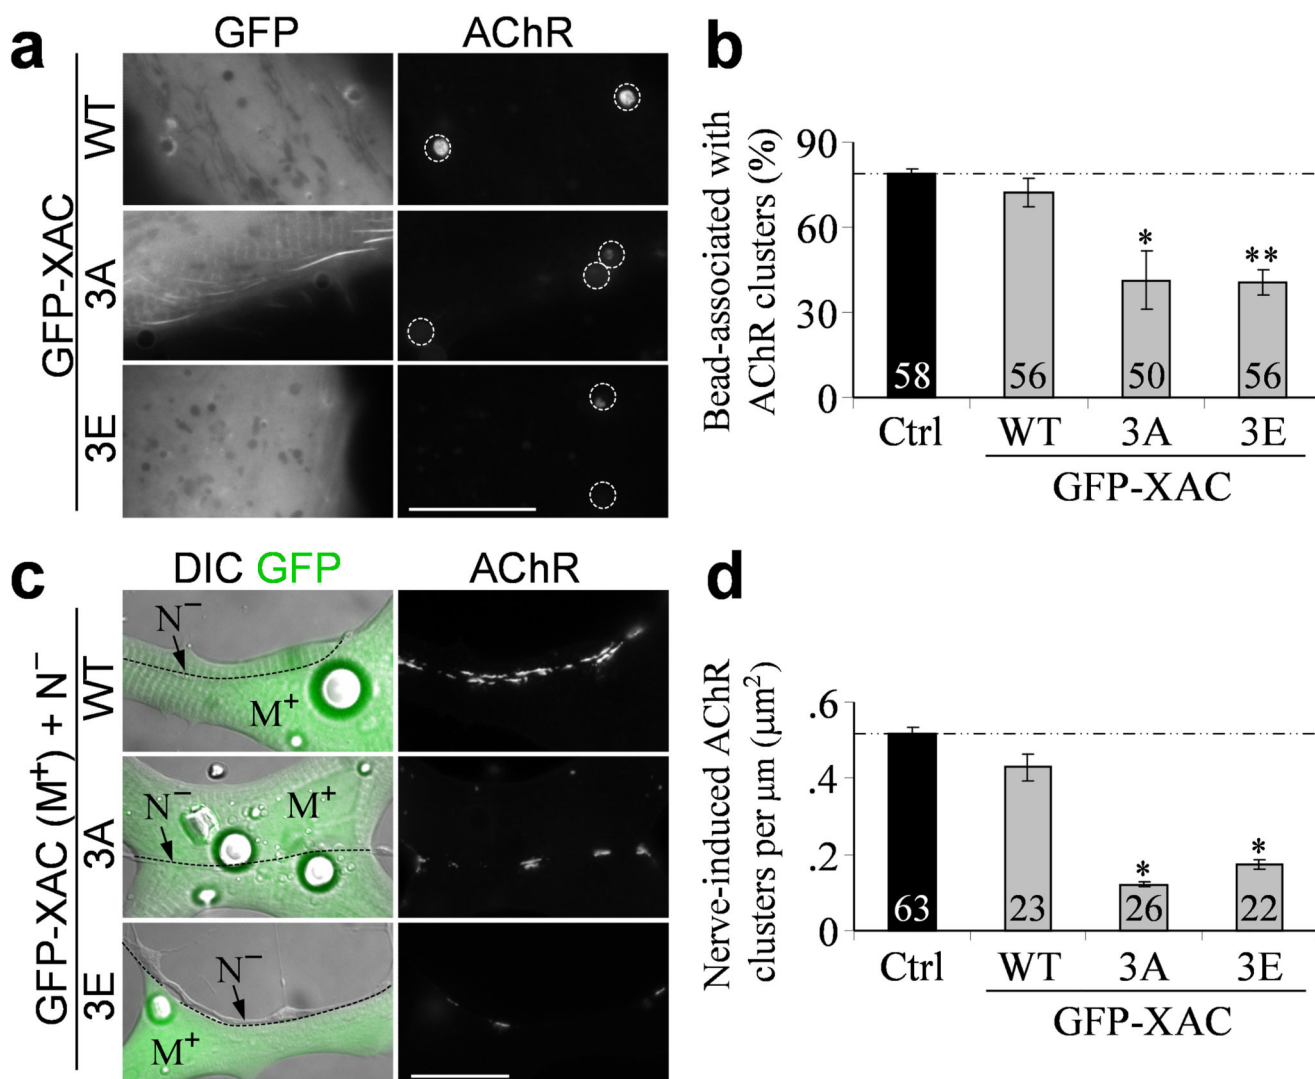 a
GFP
AChR
GFP-XAC
WT
3A
3E
b
Bead-associated with
AChR clusters (%)
90
60
30
0
*
**
58
56
50
56
Ctrl
WT
3A
3E
GFP-XAC
c
DIC GFP
AChR
GFP-XAC (M⁺) + N⁻
WT
N⁻
M⁺
3A
N⁻
M⁺
3E
N⁻
M⁺
d
Nerve-induced AChR
clusters per µm (µm²)
.6
.4
.2
0
*
*
63
23
26
22
Ctrl
WT
3A
3E
GFP-XAC